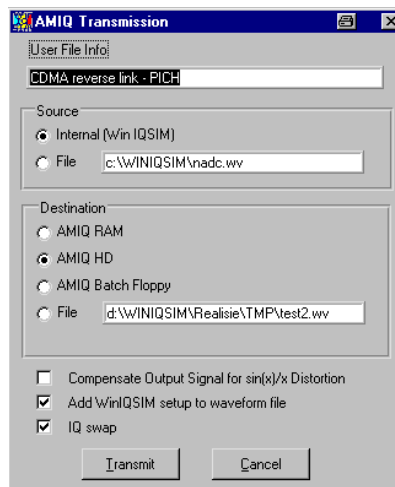 AMIQ Transmission
User File Info
CDMA reverse link - PICH
Source
Internal (Win IQSIM)
File c:\WINIQSIM\nadc.wv
Destination
AMIQ RAM
AMIQ HD
AMIQ Batch Floppy
File d:\WINIQSIM\Realisie\TMP\test2.wv
Compensate Output Signal for sin(x)/x Distortion
Add WinIQSIM setup to waveform file
IQ swap
Transmit Cancel